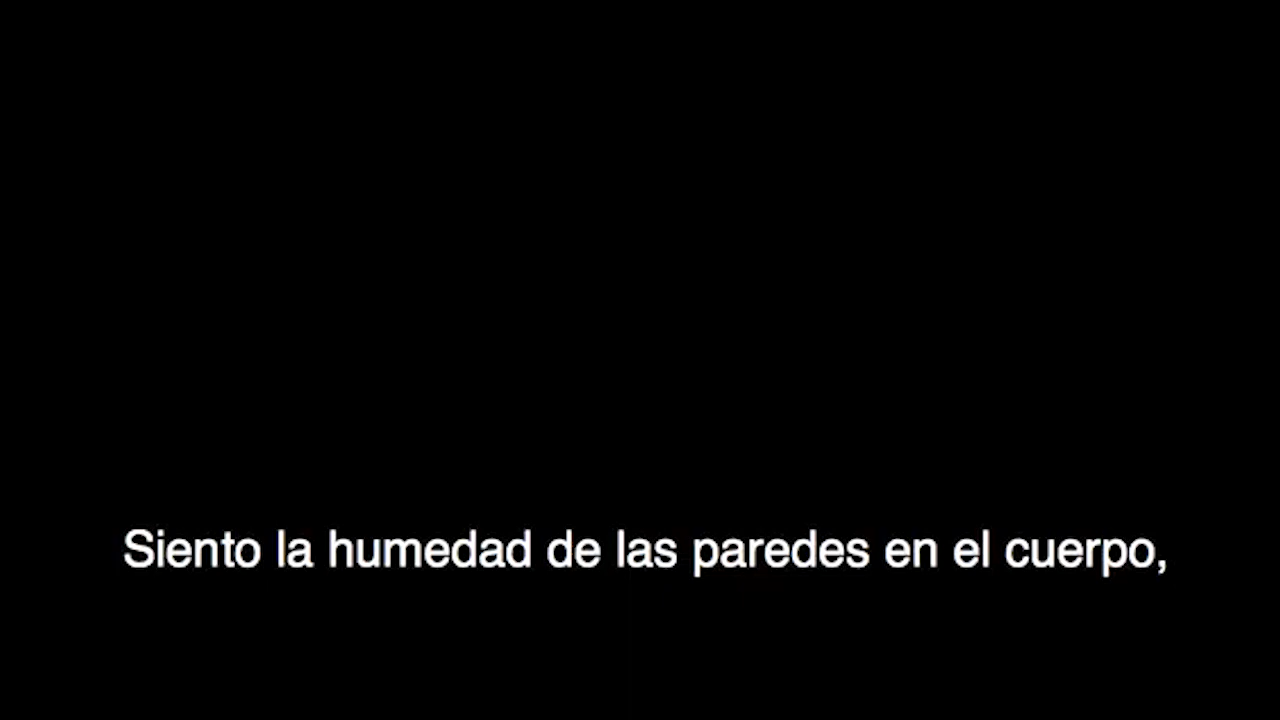 Siento la humedad de las paredes en el cuerpo,